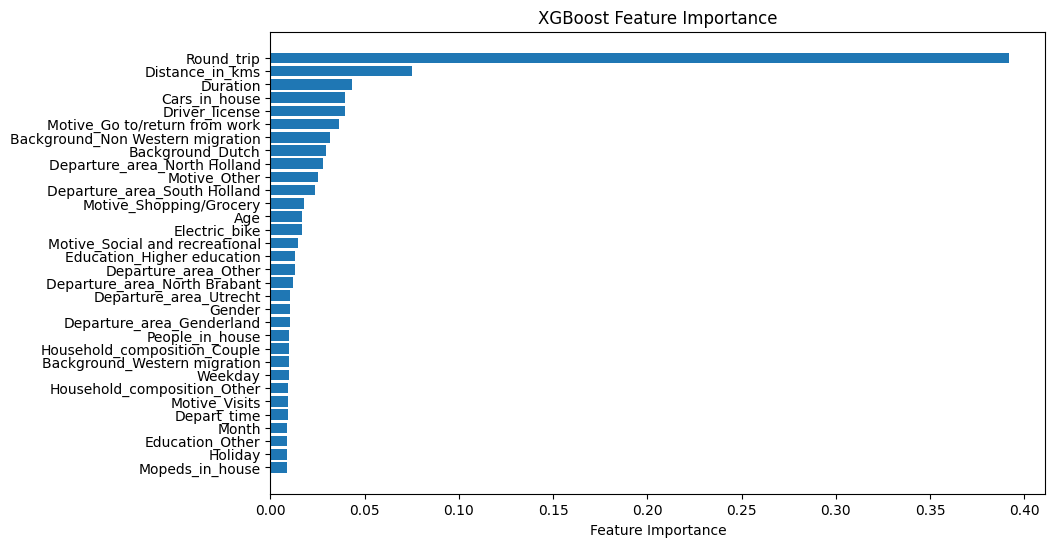 XGBoost Feature Importance
Round_trip
Distance_in_kms
Duration
Cars_in_house
Driver_license
Motive_Go to/return from work
Background_Non Western migration
Background_Dutch
Departure_area_North Holland
Motive_Other
Departure_area_South Holland
Motive_Shopping/Grocery
Age
Electric_bike
Motive_Social and recreational
Education_Higher education
Departure_area_Other
Departure_area_North Brabant
Departure_area_Utrecht
Gender
Departure_area_Genderland
People_in_house
Household_composition_Couple
Background_Western migration
Weekday
Household_composition_Other
Motive_Visits
Depart_time
Month
Education_Other
Holiday
Mopeds_in_house
0.00 0.05 0.10 0.15 0.20 0.25 0.30 0.35 0.40
Feature Importance